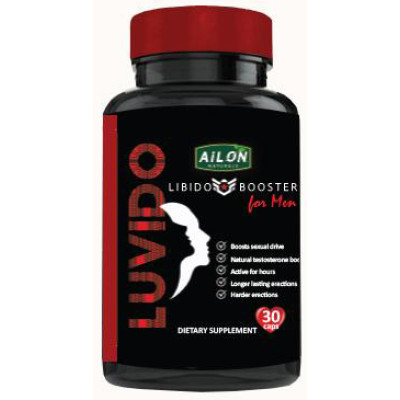 AiLON
NATURALS
LIBIDO BOOSTER
for Men
LUVIDO
Boosts sexual drive
Natural testosterone boo
Active for hours
Longer lasting erections
Harder erections
30
caps
DIETARY SUPPLEMENT